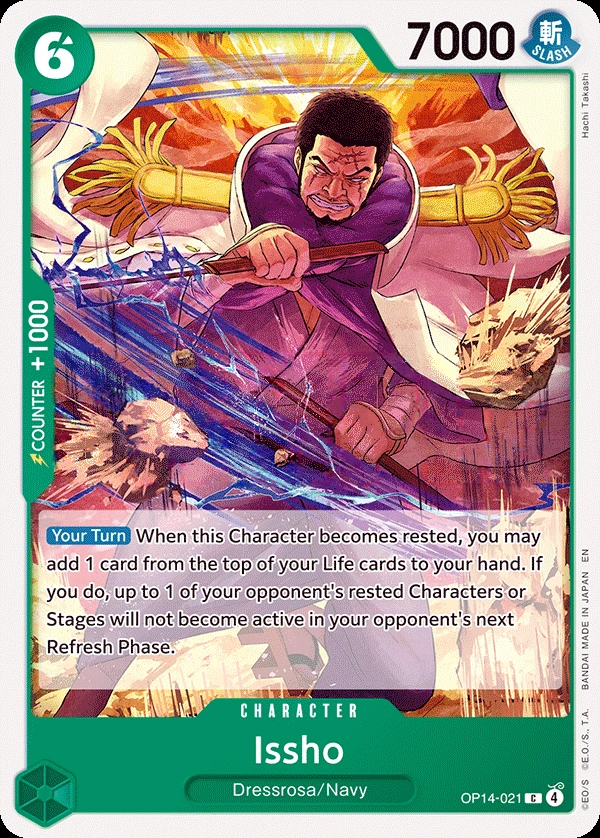 6
7000
斬
SLASH
Hachi Takashi
COUNTER +1000
Your Turn When this Character becomes rested, you may
add 1 card from the top of your Life cards to your hand. If
you do, up to 1 of your opponent's rested Characters or
Stages will not become active in your opponent's next
Refresh Phase.
CHARACTER
Issho
Dressrosa/Navy
OP14-021 C 4
©EO/S ©E.O./S., T.A. BANDAI MADE IN JAPAN EN